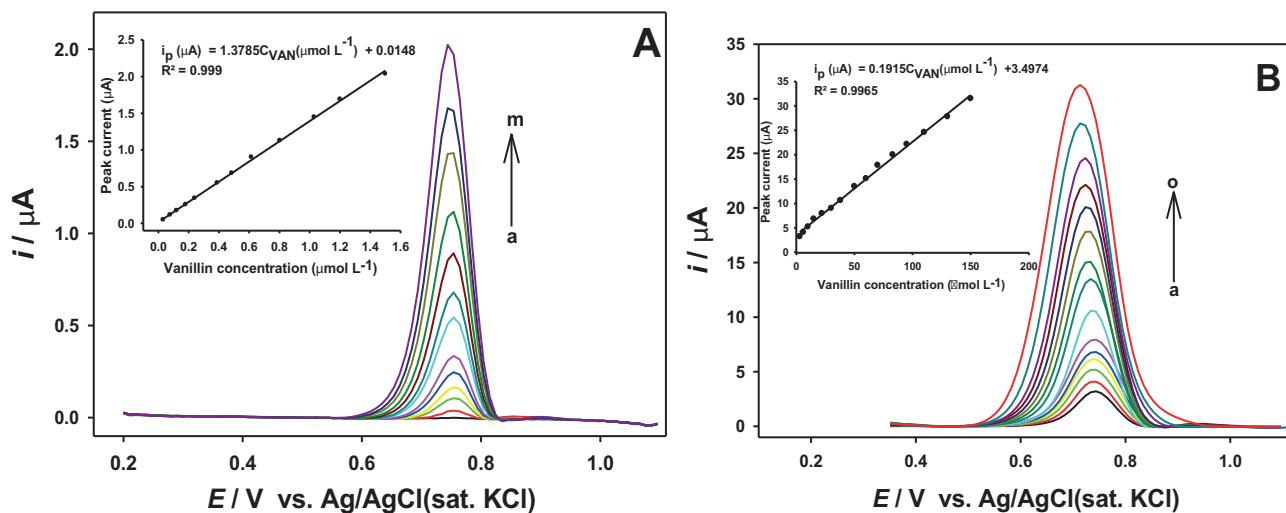 A
i_p (μA) = 1.3785C_VAN(μmol L^-1) + 0.0148
R² = 0.999
Peak current (μA)
2.5
2.0
1.5
1.0
0.5
0.0
0.0 0.2 0.4 0.6 0.8 1.0 1.2 1.4 1.6
Vanillin concentration (μmol L^-1)
m
a
i / μA
2.0
1.5
1.0
0.5
0.0
0.2 0.4 0.6 0.8 1.0
E / V vs. Ag/AgCl(sat. KCl)
B
i_p (μA) = 0.1915C_VAN(μmol L^-1) +3.4974
R² = 0.9965
Peak current (μA)
35
30
25
20
15
10
5
0
0 50 100 150 200
Vanillin concentration (□mol L^-1)
o
a
i / μA
35
30
25
20
15
10
5
0
0.2 0.4 0.6 0.8 1.0
E / V vs. Ag/AgCl(sat. KCl)